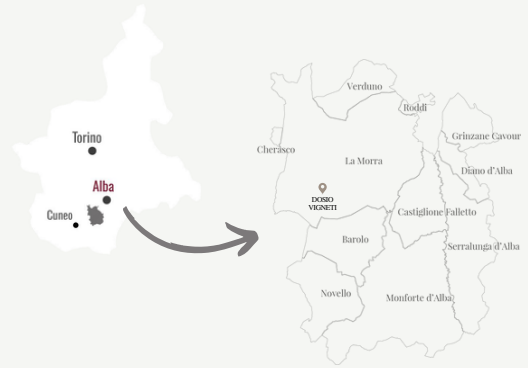 Torino
Alba
Cuneo
Verduno
Roddi
Grinzane Cavour
Cherasco
La Morra
Diano d'Alba
DOSIO
VIGNETI
Castiglione Falletto
Barolo
Serralunga d'Alba
Novello
Monforte d'Alba